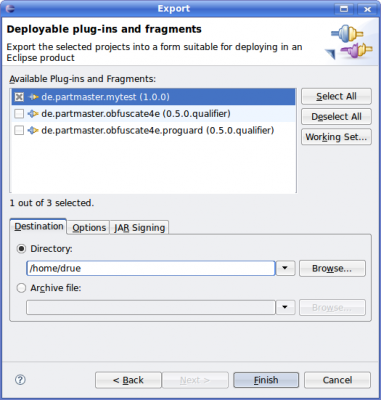 Export
Deployable plug-ins and fragments
Export the selected projects into a form suitable for deploying in an
Eclipse product
Available Plug-ins and Fragments:
de.partmaster.mytest (1.0.0)
de.partmaster.obfuscate4e (0.5.0.qualifier)
de.partmaster.obfuscate4e.proguard (0.5.0.qualifier)
Select All
Deselect All
Working Set...
1 out of 3 selected.
Destination Options JAR Signing
Directory:
/home/drue
Browse...
Archive file:
Browse...
? < Back Next > Finish Cancel